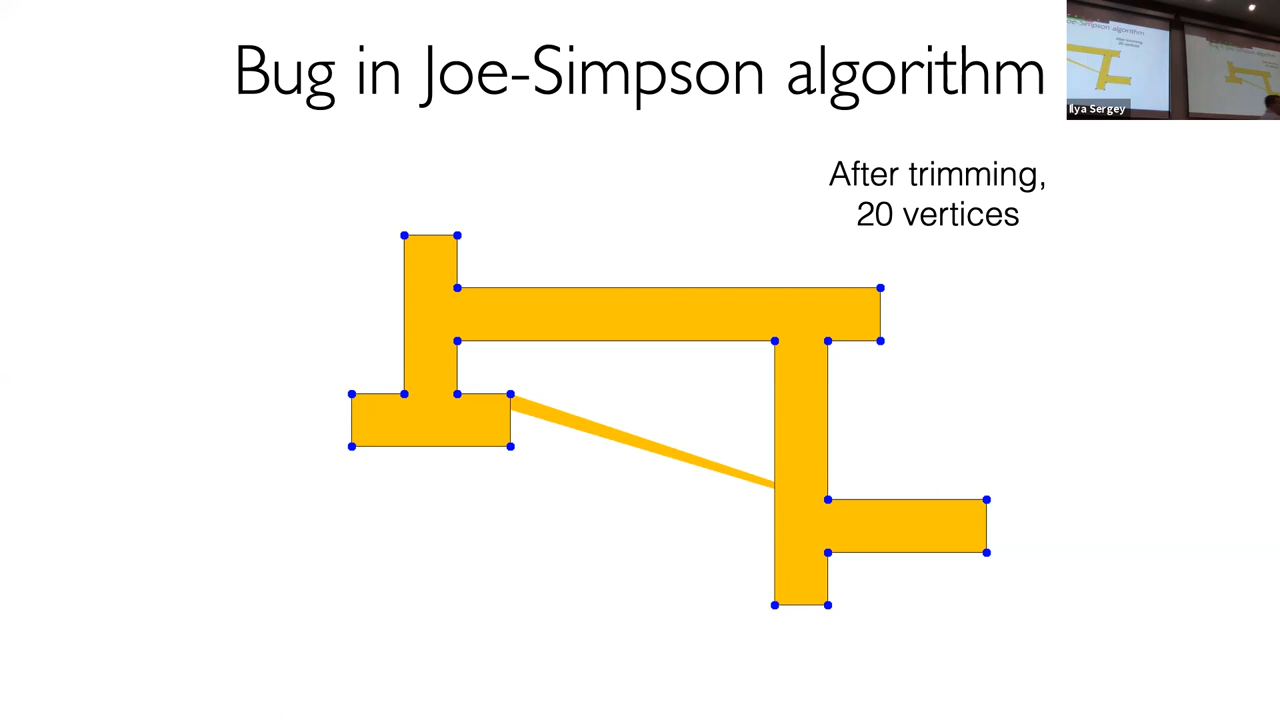 Bug in Joe-Simpson algorithm
After trimming,
20 vertices
Ilya Sergey